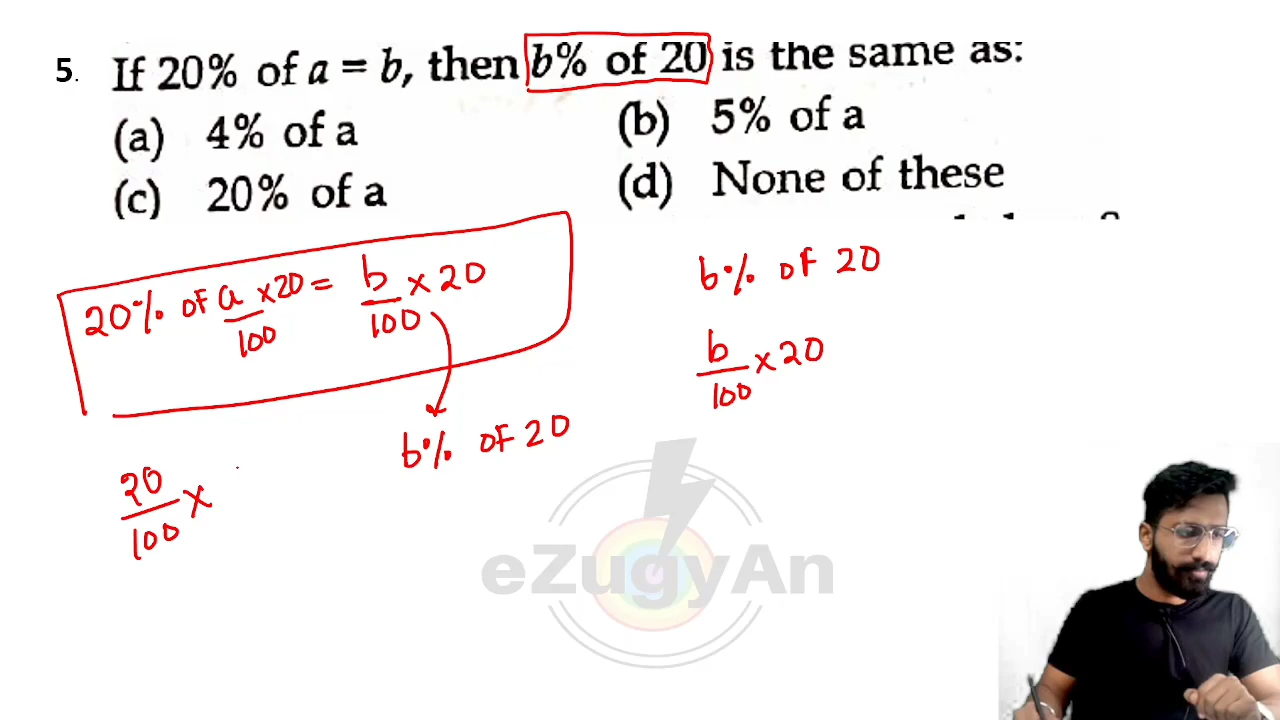 5. If 20% of a = b, then b% of 20 is the same as:
(a) 4% of a (b) 5% of a
(c) 20% of a (d) None of these
20% of a/100 × 20 = b/100 × 20
b% of 20
b/100 × 20
b% of 20
20/100 ×
eZugyAn